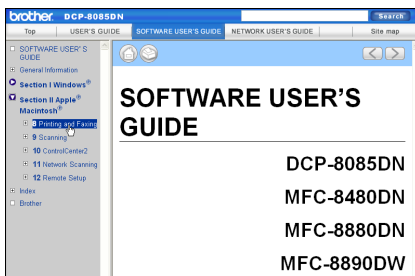 brother. DCP-8085DN
Search
Top USER'S GUIDE SOFTWARE USER'S GUIDE NETWORK USER'S GUIDE Site map
SOFTWARE USER' S
GUIDE
General Information
Section I Windows®
Section II Apple®
Macintosh®
8 Printing and Faxing
9 Scanning
10 ControlCenter2
11 Network Scanning
12 Remote Setup
Index
Brother
SOFTWARE USER'S
GUIDE
DCP-8085DN
MFC-8480DN
MFC-8880DN
MFC-8890DW